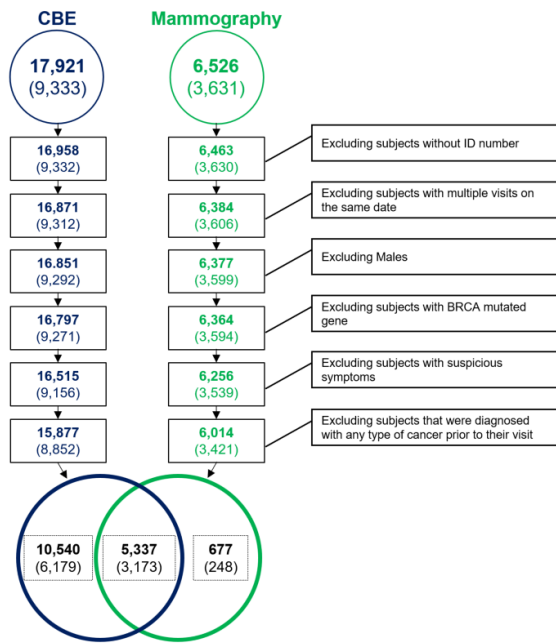 CBE
Mammography
17,921
(9,333)
6,526
(3,631)
16,958
(9,332)
6,463
(3,630)
Excluding subjects without ID number
16,871
(9,312)
6,384
(3,606)
Excluding subjects with multiple visits on
the same date
16.851
(9,292)
6,377
(3,599)
Excluding Males
16,797
(9,271)
6,364
(3,594)
Excluding subjects with BRCA mutated
gene
16,515
(9,156)
6,256
(3,539)
Excluding subjects with suspicious
symptoms
15,877
(8,852)
6,014
(3,421)
Excluding subjects that were diagnosed
with any type of cancer prior to their visit
10,540
(6,179)
5,337
(3,173)
677
(248)